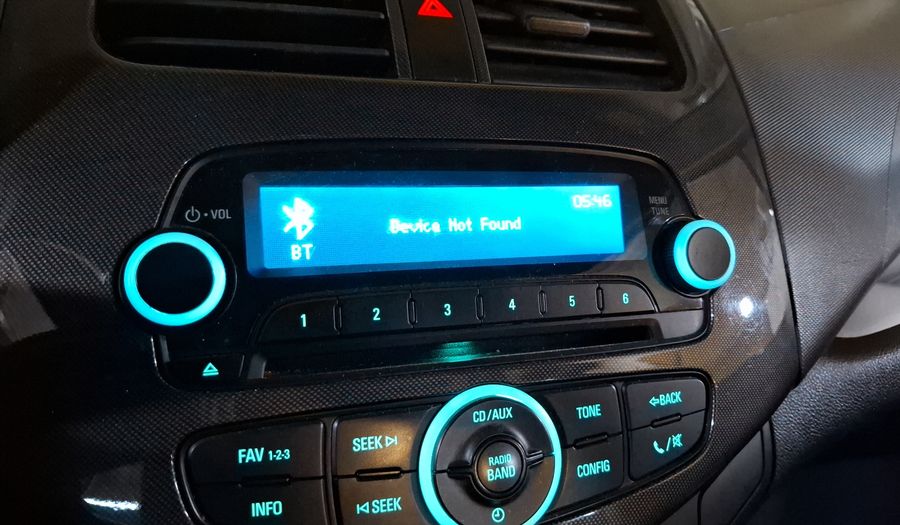 VOL
MENU
TUNE
05:46
Device Not Found
BT
1 2 3 4 5 6
CD/AUX
TONE
BACK
FAV 1-2-3
SEEK
RADIO
BAND
CONFIG
INFO
SEEK